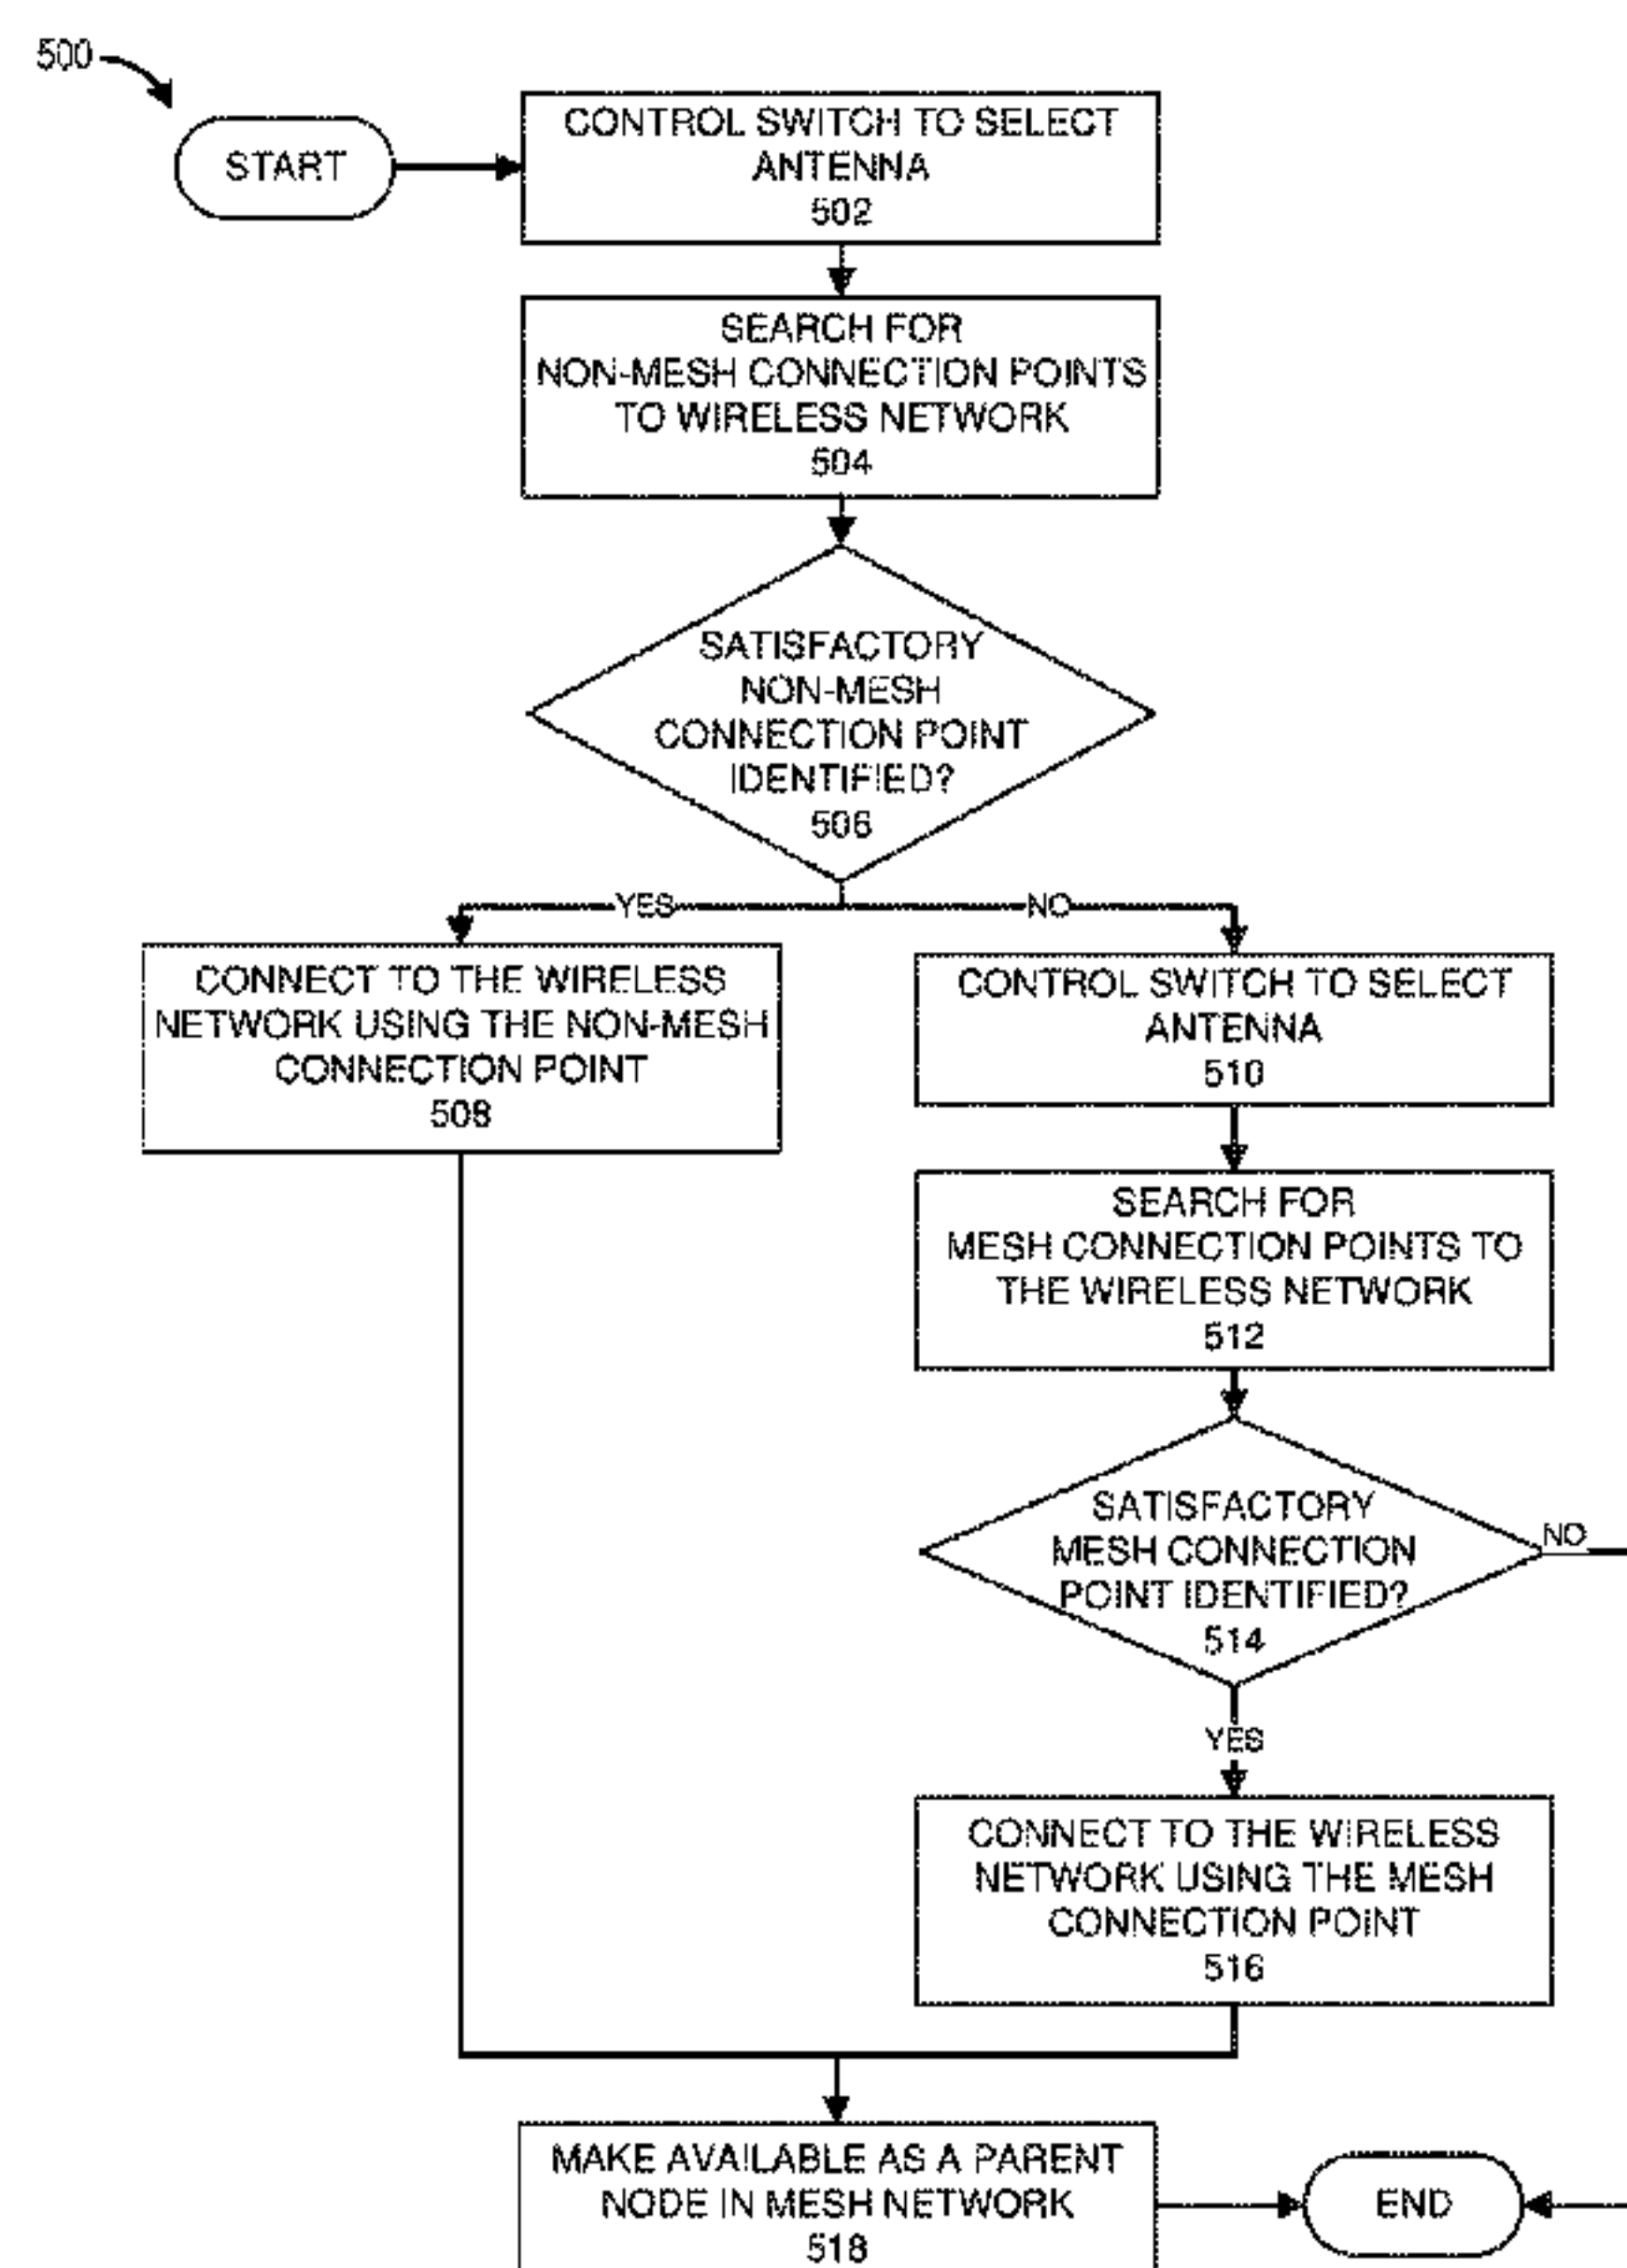 500
START
CONTROL SWITCH TO SELECT
ANTENNA
502
SEARCH FOR
NON-MESH CONNECTION POINTS
TO WIRELESS NETWORK
504
SATISFACTORY
NON-MESH
CONNECTION POINT
IDENTIFIED?
506
YES
NO
CONNECT TO THE WIRELESS
NETWORK USING THE NON-MESH
CONNECTION POINT
508
CONTROL SWITCH TO SELECT
ANTENNA
510
SEARCH FOR
MESH CONNECTION POINTS TO
THE WIRELESS NETWORK
512
SATISFACTORY
MESH CONNECTION
POINT IDENTIFIED?
514
NO
YES
CONNECT TO THE WIRELESS
NETWORK USING THE MESH
CONNECTION POINT
516
MAKE AVAILABLE AS A PARENT
NODE IN MESH NETWORK
518
END